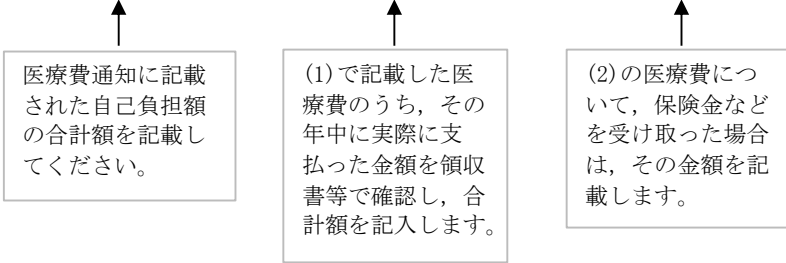 医療費通知に記載
された自己負担額
の合計額を記載し
てください。
(1)で記載した医
療費のうち，その
年中に実際に支
払った金額を領収
書等で確認し，合
計額を記入します。
(2)の医療費につ
いて，保険金など
を受け取った場合
は，その金額を記
載します。